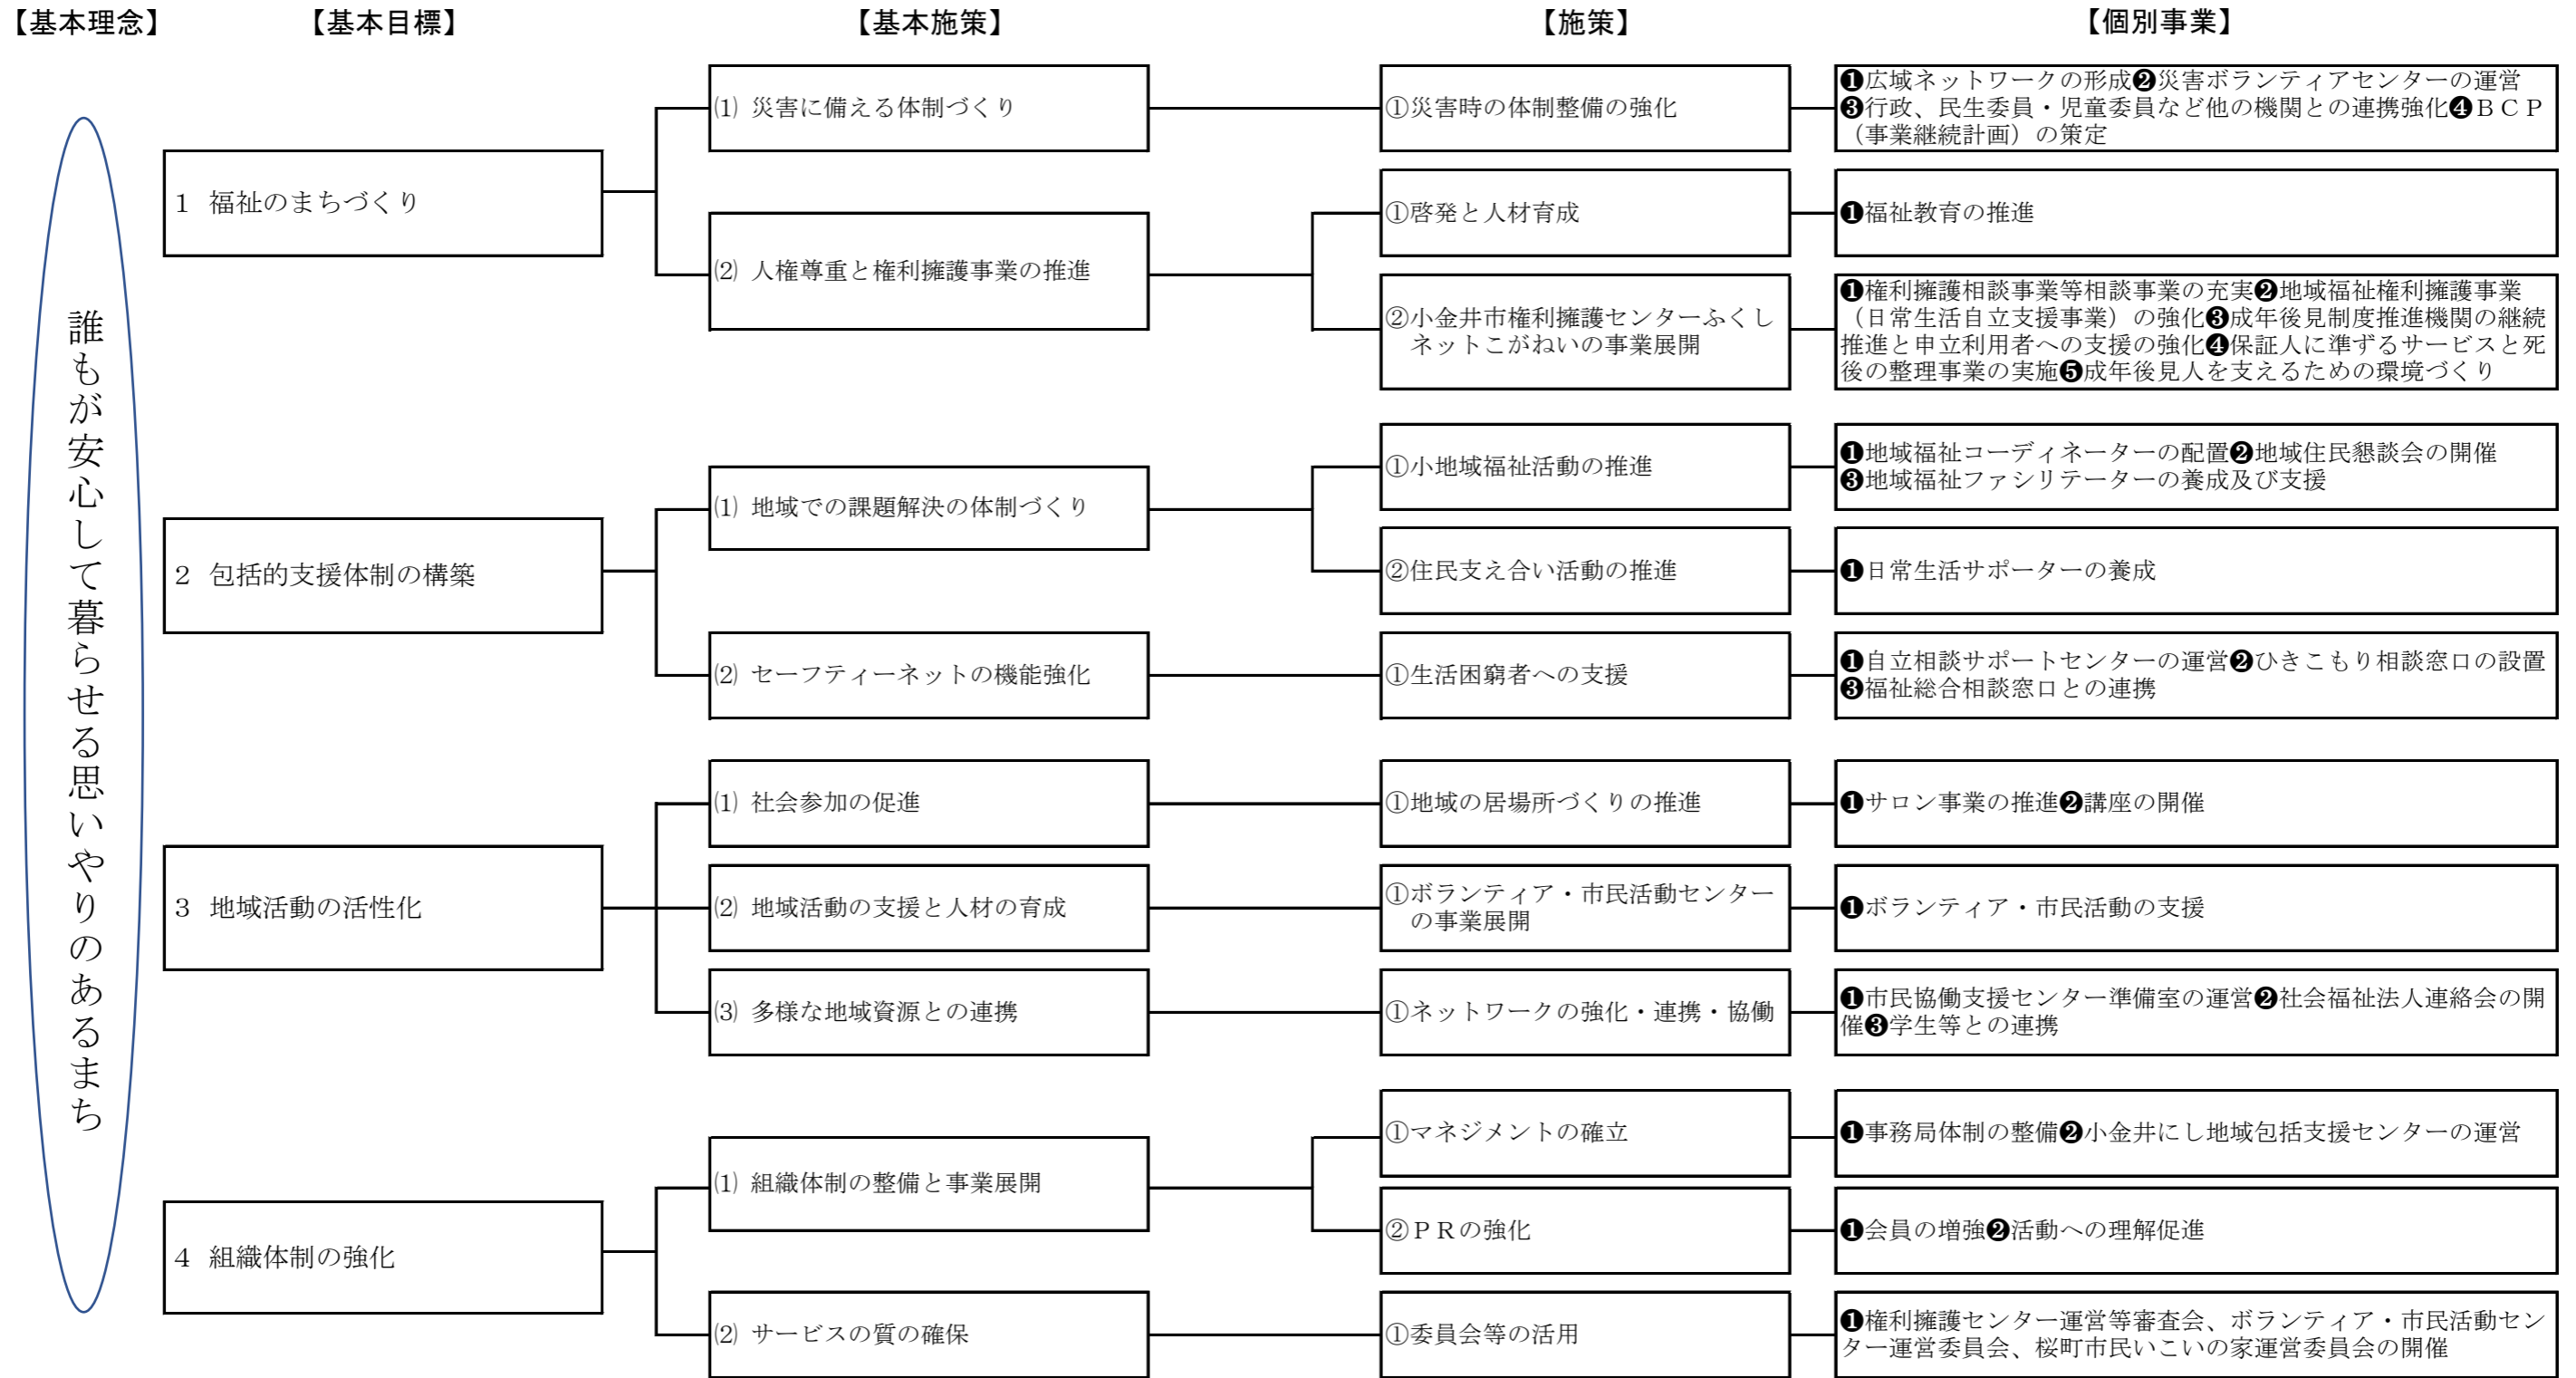 【基本理念】
【基本目標】
【基本施策】
【施策】
【個別事業】
誰もが安心して暮らせる思いやりのあるまち
1 福祉のまちづくり
⑴ 災害に備える体制づくり
①災害時の体制整備の強化
❶広域ネットワークの形成❷災害ボランティアセンターの運営
❸行政、民生委員・児童委員など他の機関との連携強化❹ＢＣＰ
（事業継続計画）の策定
⑵ 人権尊重と権利擁護事業の推進
①啓発と人材育成
❶福祉教育の推進
②小金井市権利擁護センターふくし
ネットこがねいの事業展開
❶権利擁護相談事業等相談事業の充実❷地域福祉権利擁護事業
（日常生活自立支援事業）の強化❸成年後見制度推進機関の継続
推進と申立利用者への支援の強化❹保証人に準ずるサービスと死
後の整理事業の実施❺成年後見人を支えるための環境づくり
2 包括的支援体制の構築
⑴ 地域での課題解決の体制づくり
①小地域福祉活動の推進
❶地域福祉コーディネーターの配置❷地域住民懇談会の開催
❸地域福祉ファシリテーターの養成及び支援
②住民支え合い活動の推進
❶日常生活サポーターの養成
⑵ セーフティーネットの機能強化
①生活困窮者への支援
❶自立相談サポートセンターの運営❷ひきこもり相談窓口の設置
❸福祉総合相談窓口との連携
3 地域活動の活性化
⑴ 社会参加の促進
①地域の居場所づくりの推進
❶サロン事業の推進❷講座の開催
⑵ 地域活動の支援と人材の育成
①ボランティア・市民活動センター
の事業展開
❶ボランティア・市民活動の支援
⑶ 多様な地域資源との連携
①ネットワークの強化・連携・協働
❶市民協働支援センター準備室の運営❷社会福祉法人連絡会の開
催❸学生等との連携
4 組織体制の強化
⑴ 組織体制の整備と事業展開
①マネジメントの確立
❶事務局体制の整備❷小金井にし地域包括支援センターの運営
②ＰＲの強化
❶会員の増強❷活動への理解促進
⑵ サービスの質の確保
①委員会等の活用
❶権利擁護センター運営等審査会、ボランティア・市民活動セン
ター運営委員会、桜町市民いこいの家運営委員会の開催